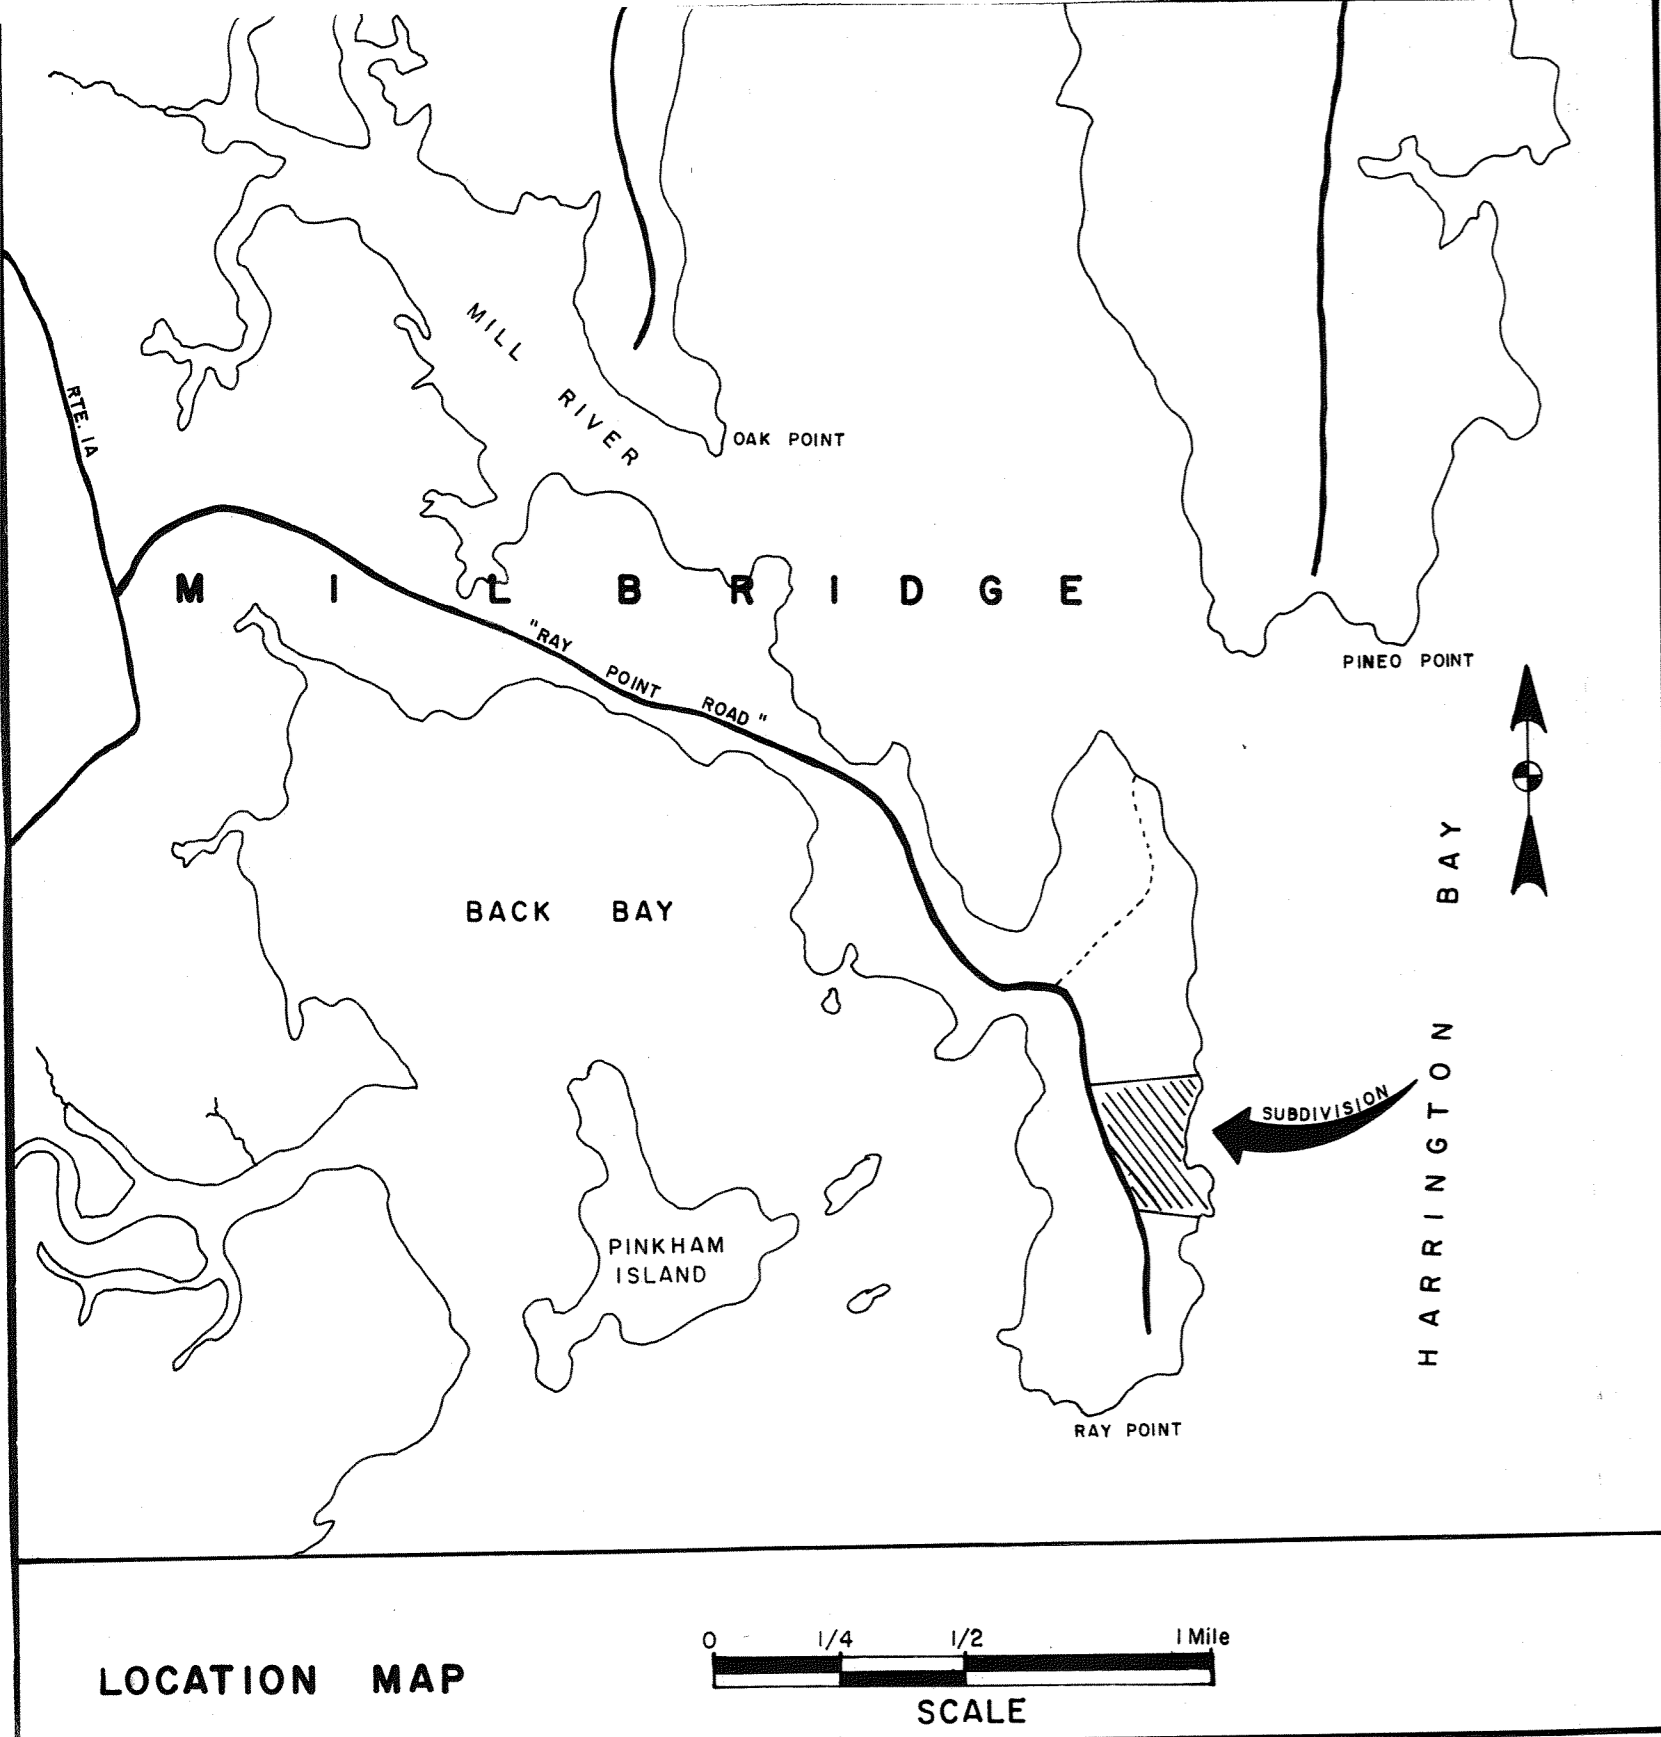 MILL RIVER
RTE. 1A
OAK POINT
MILBRIDGE
"RAY POINT ROAD"
PINEO POINT
BACK BAY
HARRINGTON BAY
SUBDIVISION
PINKHAM
ISLAND
RAY POINT
LOCATION MAP
0 1/4 1/2 1 Mile
SCALE